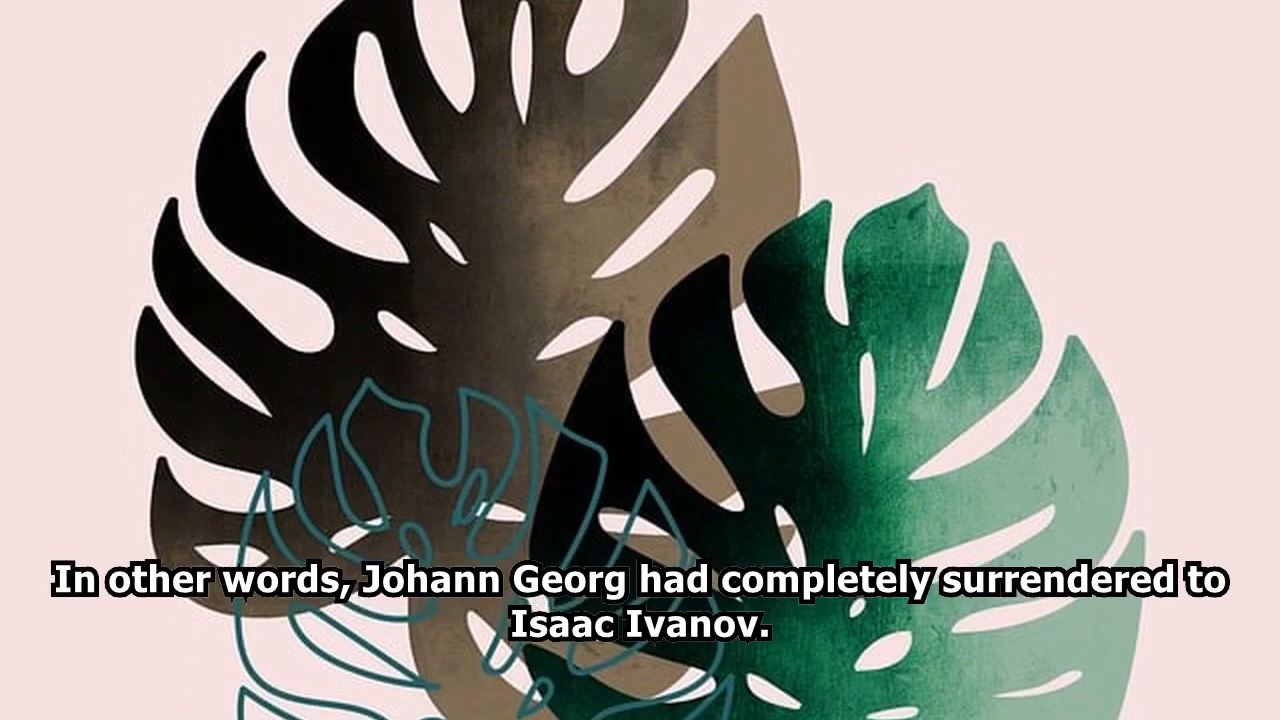 In other words, Johann Georg had completely surrendered to
Isaac Ivanov.